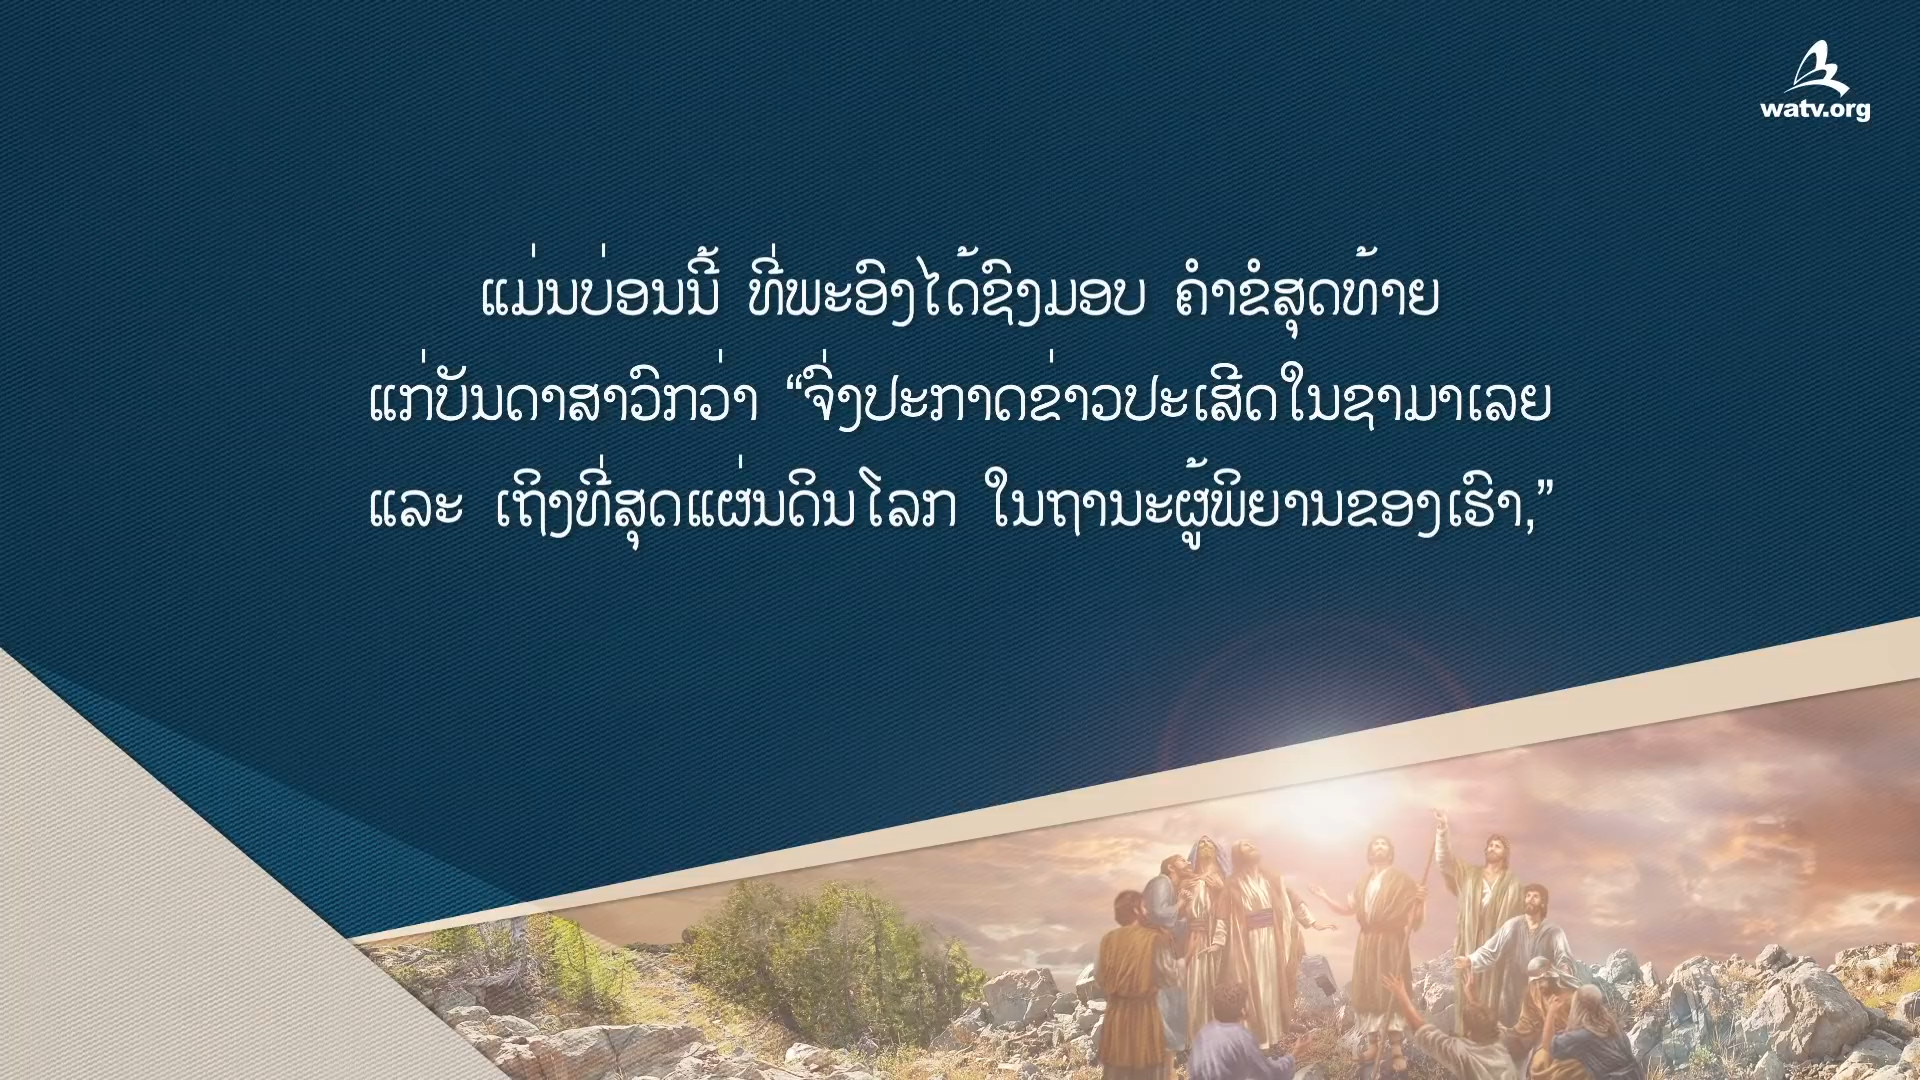 watv.org
ແມ່ນບ່ອນນີ້ ທີ່ພະອົງໄດ້ຊົງມອບ ຄຳຂໍສຸດທ້າຍ
ແກ່ບັນດາສາວົກວ່າ “ຈົ່ງປະກາດຂ່າວປະເສີດໃນຊາມາເລຍ
ແລະ ເຖິງທີ່ສຸດແຜ່ນດິນໂລກ ໃນຖານະຜູ້ພິຍານຂອງເຮົາ,”